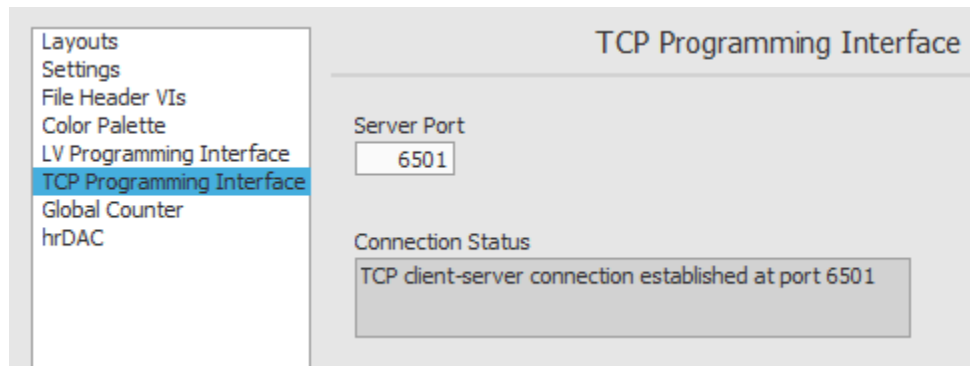 Layouts
Settings
File Header VIs
Color Palette
LV Programming Interface
TCP Programming Interface
Global Counter
hrDAC
TCP Programming Interface
Server Port
6501
Connection Status
TCP client-server connection established at port 6501